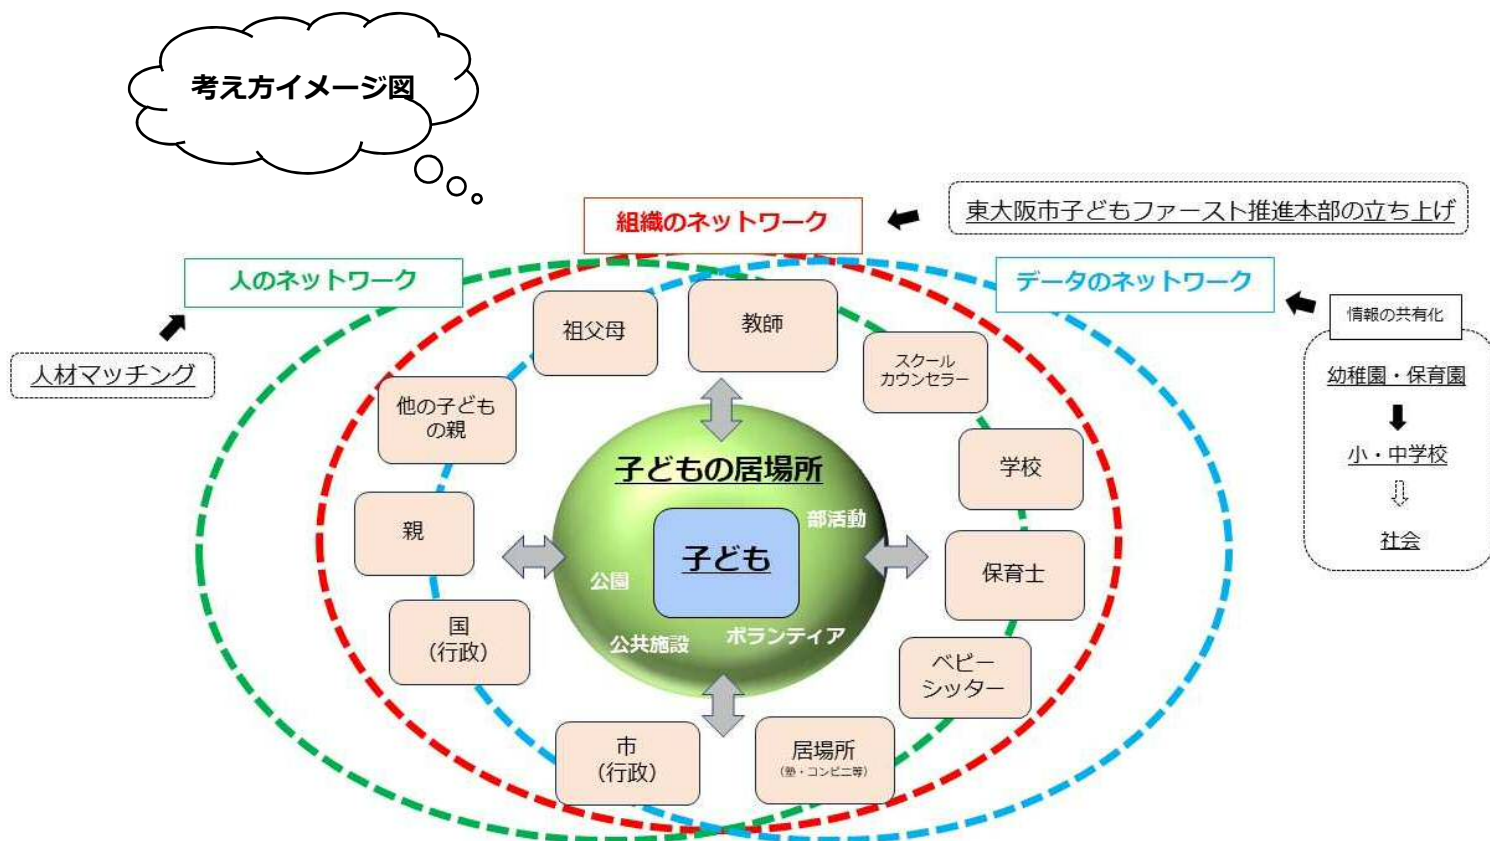 考え方イメージ図
組織のネットワーク
東大阪市子どもファースト推進本部の立ち上げ
人のネットワーク
データのネットワーク
人材マッチング
情報の共有化
幼稚園・保育園
小・中学校
社会
祖父母
教師
スクール
カウンセラー
他の子ども
の親
学校
親
保育士
国
(行政)
ベビー
シッター
市
(行政)
居場所
(塾・コンビニ等)
子どもの居場所
部活動
子ども
公園
公共施設
ボランティア